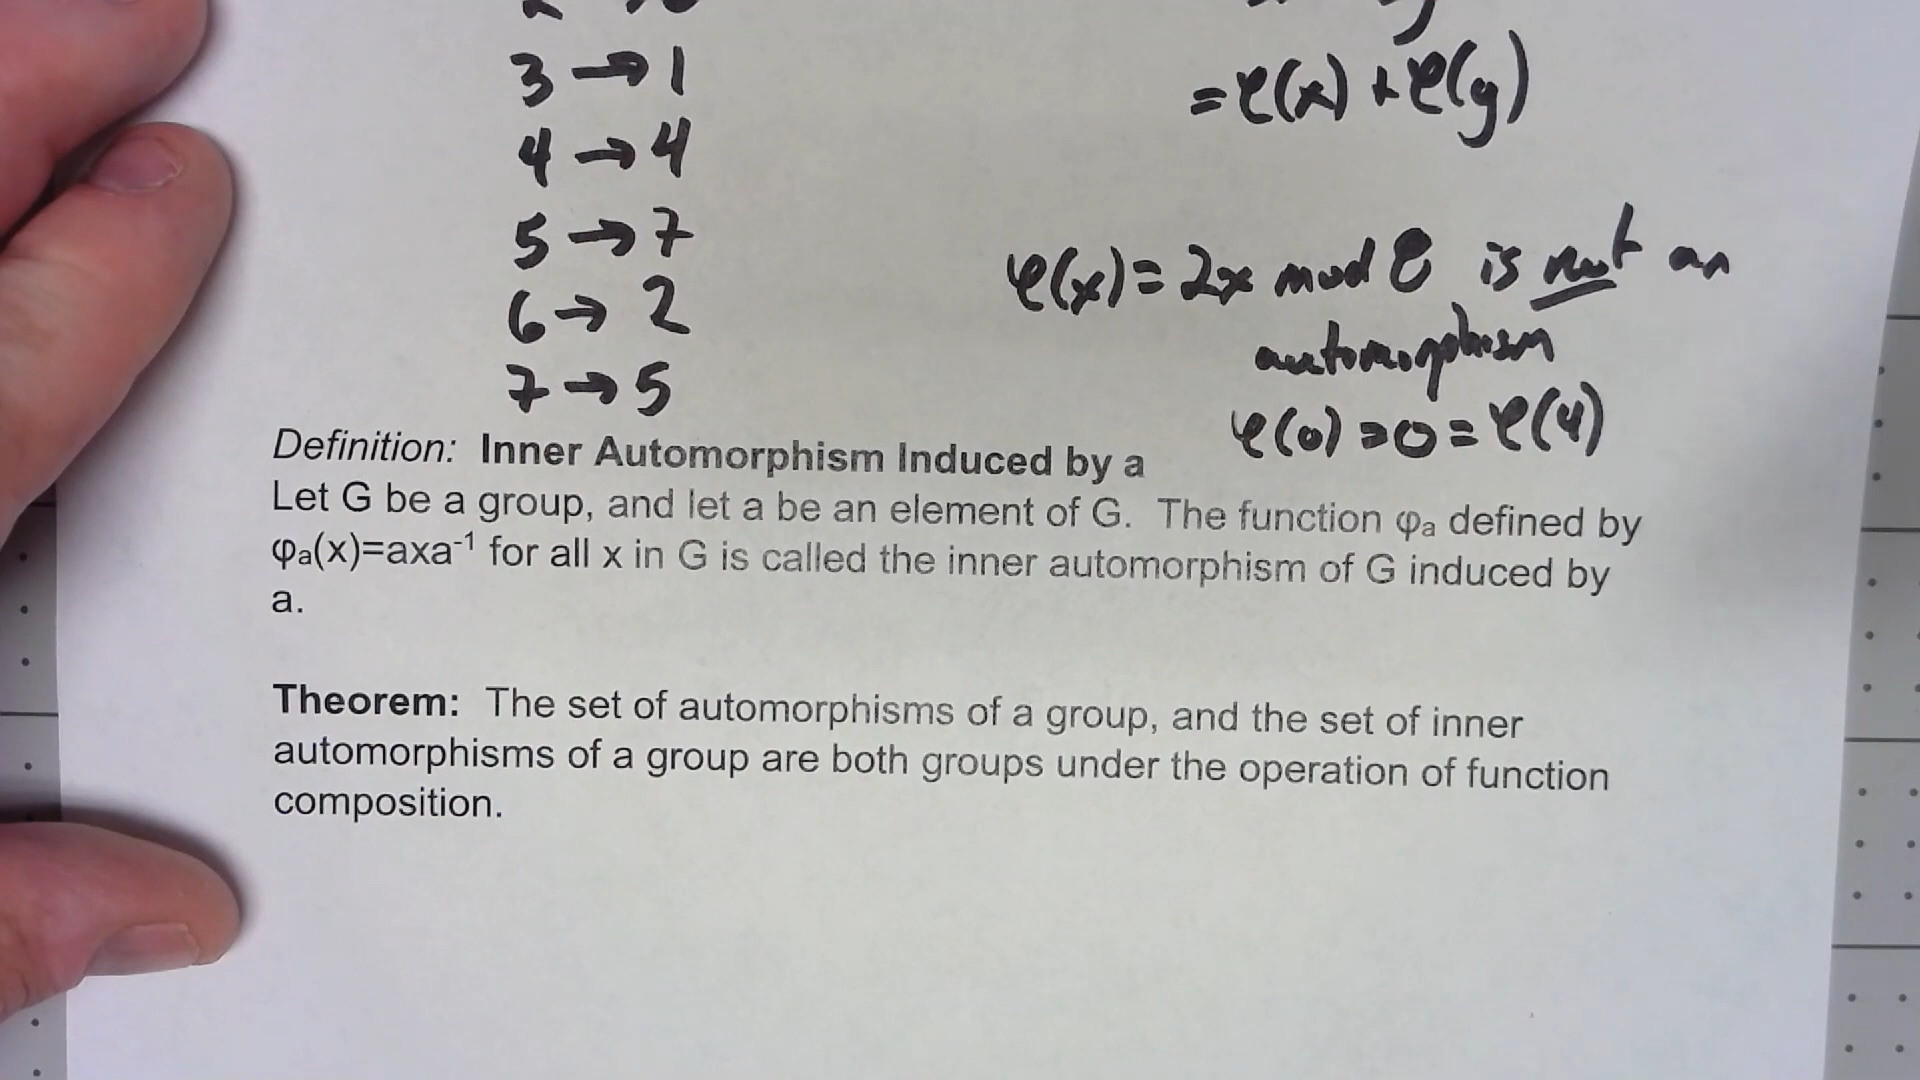 3 → 1
4 → 4
5 → 7
6 → 2
7 → 5
= φ(x) + φ(y)
φ(x) = 2x mod 8 is not an
automorphism
φ(0) = 0 = φ(4)
Definition: Inner Automorphism Induced by a
Let G be a group, and let a be an element of G. The function φₐ defined by
φₐ(x)=axa⁻¹ for all x in G is called the inner automorphism of G induced by
a.
Theorem: The set of automorphisms of a group, and the set of inner
automorphisms of a group are both groups under the operation of function
composition.